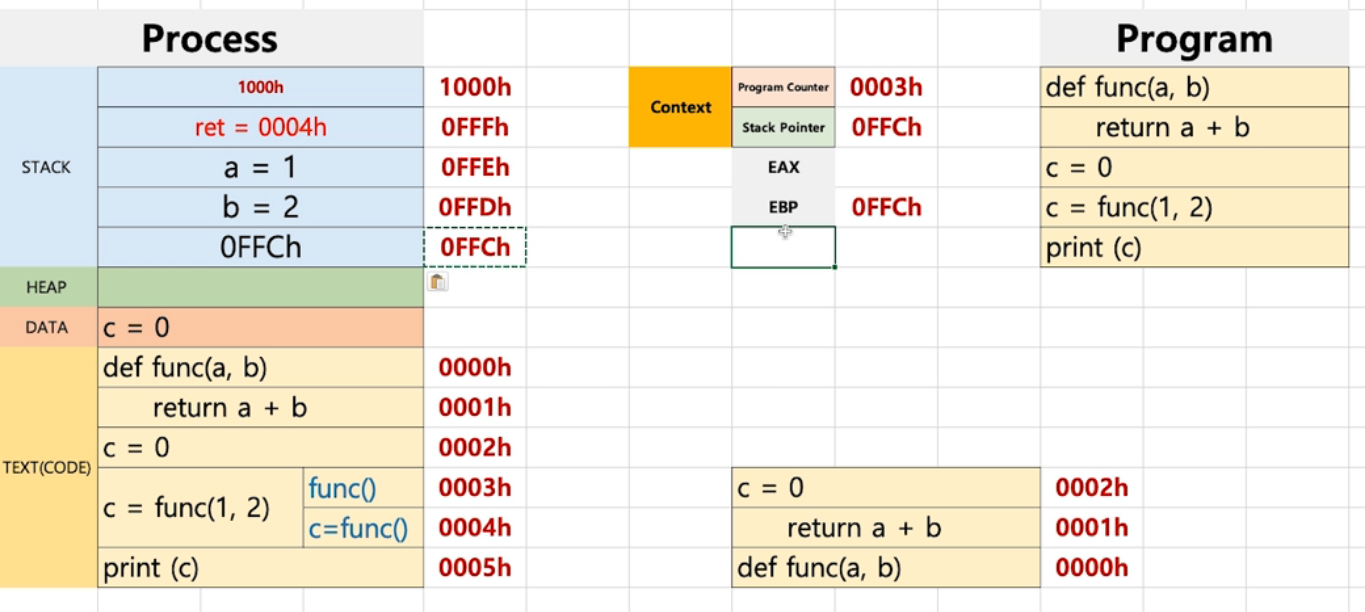 Process Program
STACK 1000h 1000h Context Program Counter 0003h def func(a, b)
ret = 0004h 0FFFh Stack Pointer 0FFCh return a + b
a = 1 0FFEh EAX c = 0
b = 2 0FFDh EBP 0FFCh c = func(1, 2)
0FFCh 0FFCh print (c)
HEAP
DATA c = 0
TEXT(CODE) def func(a, b) 0000h
return a + b 0001h
c = 0 0002h
c = func(1, 2) func() 0003h c = 0 0002h
c=func() 0004h return a + b 0001h
print (c) 0005h def func(a, b) 0000h